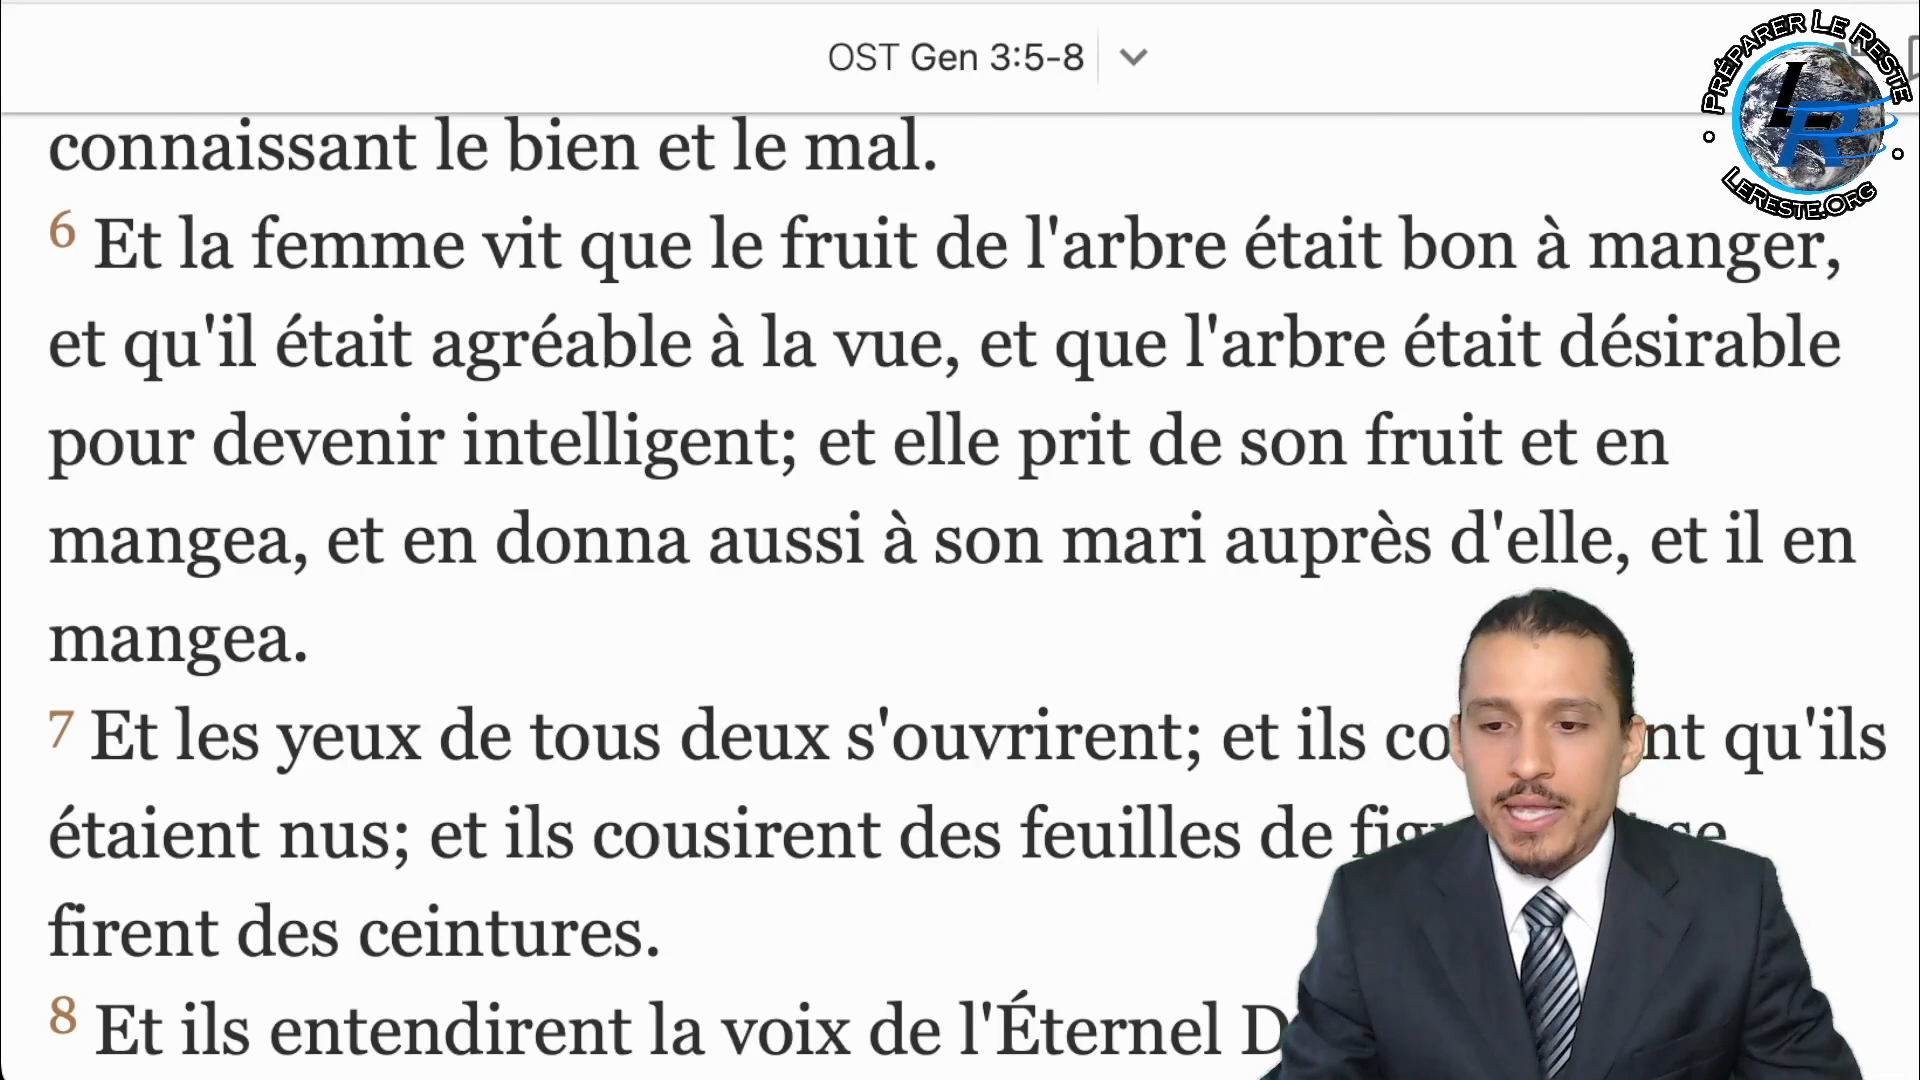 OST Gen 3:5-8
PRÉPARER LE RESTE
LR
LERESTE.ORG
connaissant le bien et le mal.
6 Et la femme vit que le fruit de l'arbre était bon à manger,
et qu'il était agréable à la vue, et que l'arbre était désirable
pour devenir intelligent; et elle prit de son fruit et en
mangea, et en donna aussi à son mari auprès d'elle, et il en
mangea.
7 Et les yeux de tous deux s'ouvrirent; et ils qu'ils
étaient nus; et ils cousirent des feuilles de se
firent des ceintures.
8 Et ils entendirent la voix de l'Éternel